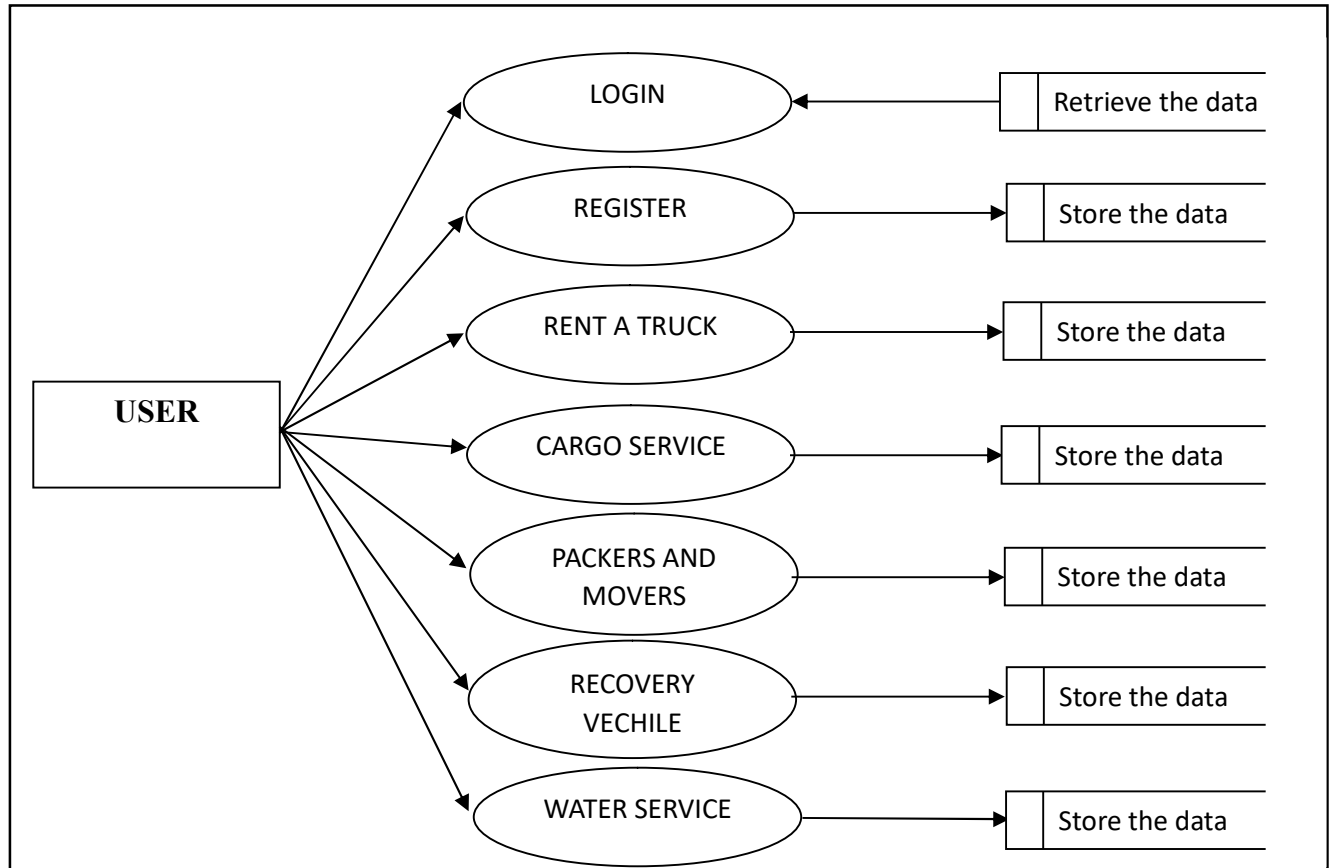 LOGIN
Retrieve the data
REGISTER
Store the data
RENT A TRUCK
Store the data
USER
CARGO SERVICE
Store the data
PACKERS AND
MOVERS
Store the data
RECOVERY
VECHILE
Store the data
WATER SERVICE
Store the data